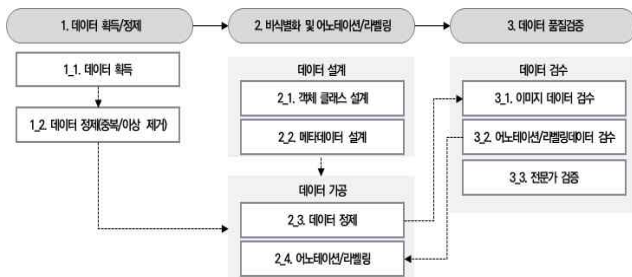 1. 데이터 획득/정제
2. 비식별화 및 어노테이션/라벨링
3. 데이터 품질검증
1_1. 데이터 획득
1_2. 데이터 정제(중복/이상 제거)
데이터 설계
2_1. 객체 클래스 설계
2_2. 메타데이터 설계
데이터 가공
2_3. 데이터 정제
2_4. 어노테이션/라벨링
데이터 검수
3_1. 이미지 데이터 검수
3_2. 어노테이션/라벨링데이터 검수
3_3. 전문가 검증